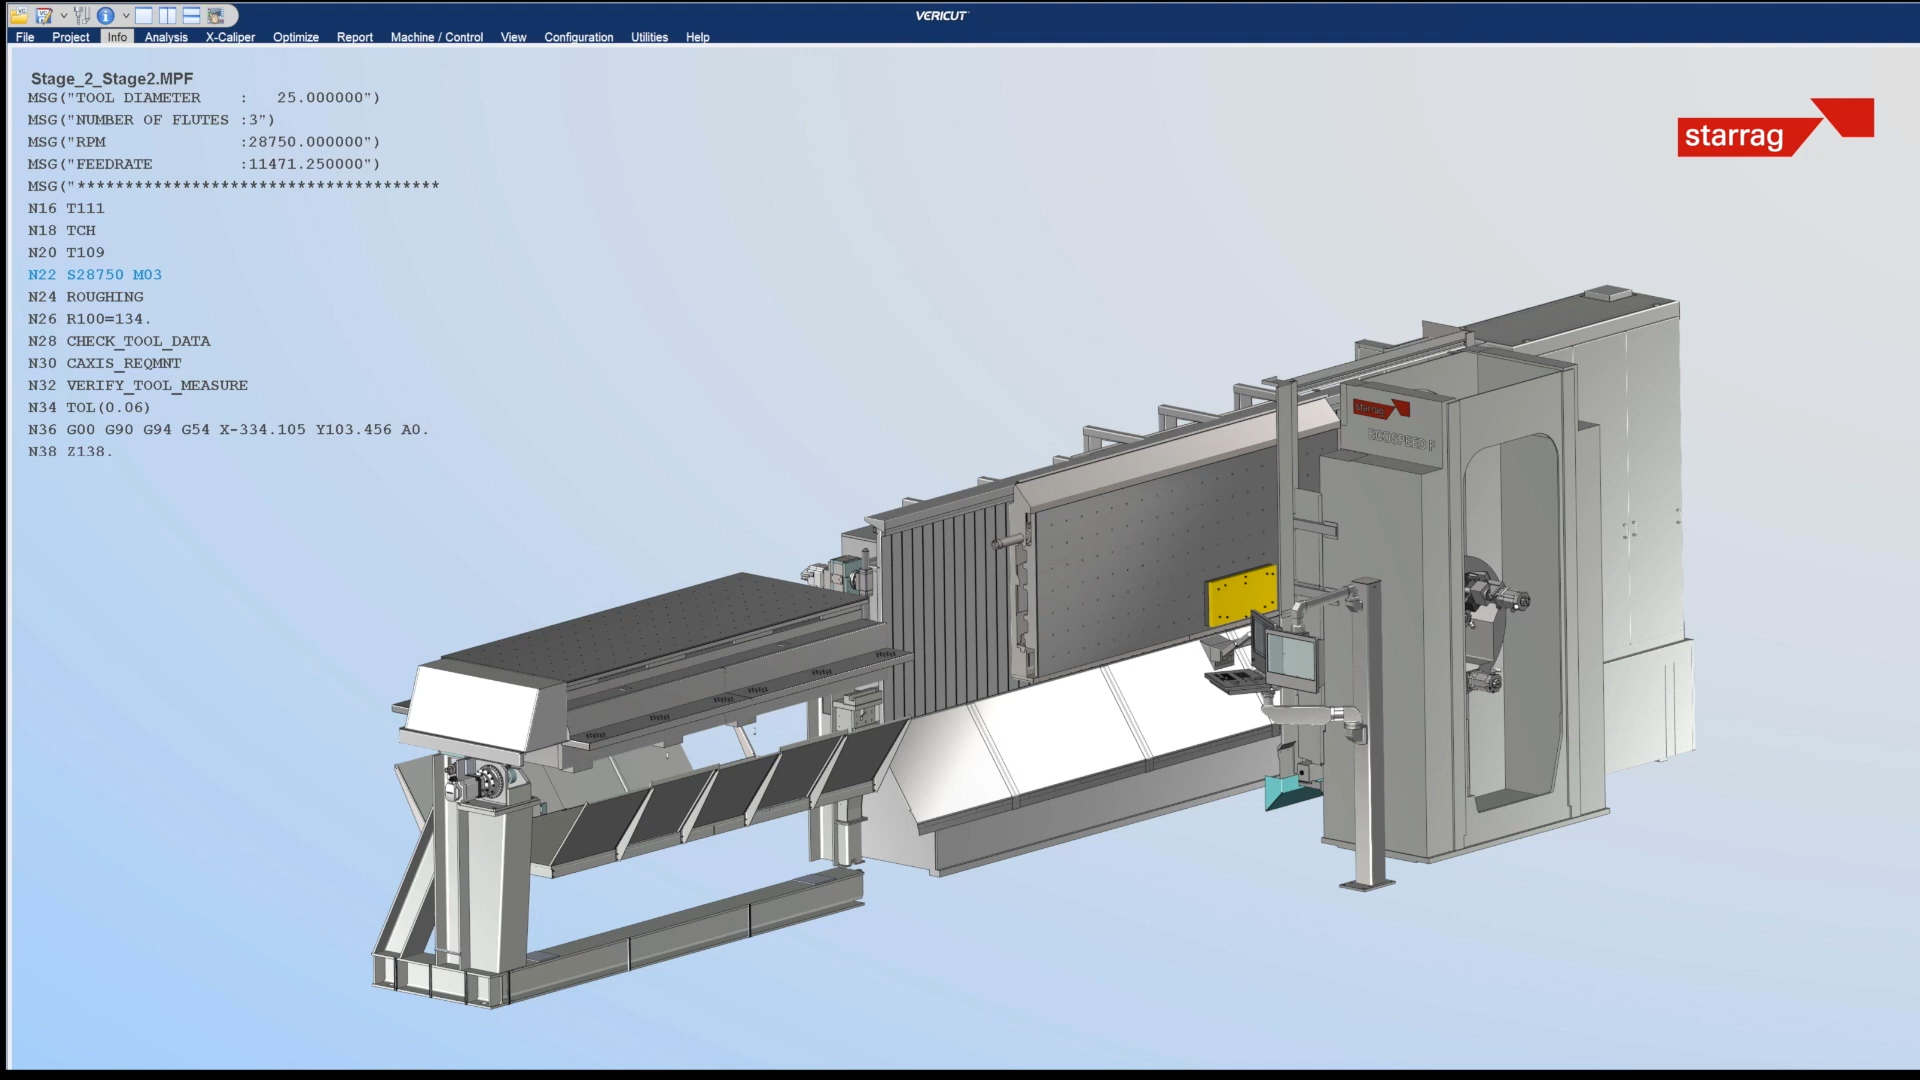 VERICUT
File Project Info Analysis X-Caliper Optimize Report Machine / Control View Configuration Utilities Help
Stage_2_Stage2.MPF
MSG("TOOL DIAMETER    :   25.000000")
MSG("NUMBER OF FLUTES :3")
MSG("RPM              :28750.000000")
MSG("FEEDRATE         :11471.250000")
MSG("**************************************
N16 T111
N18 TCH
N20 T109
N22 S28750 M03
N24 ROUGHING
N26 R100=134.
N28 CHECK_TOOL_DATA
N30 CAXIS_REQMNT
N32 VERIFY_TOOL_MEASURE
N34 TOL(0.06)
N36 G00 G90 G94 G54 X-334.105 Y103.456 A0.
N38 Z138.
starrag
starrag
ECOSPEED F